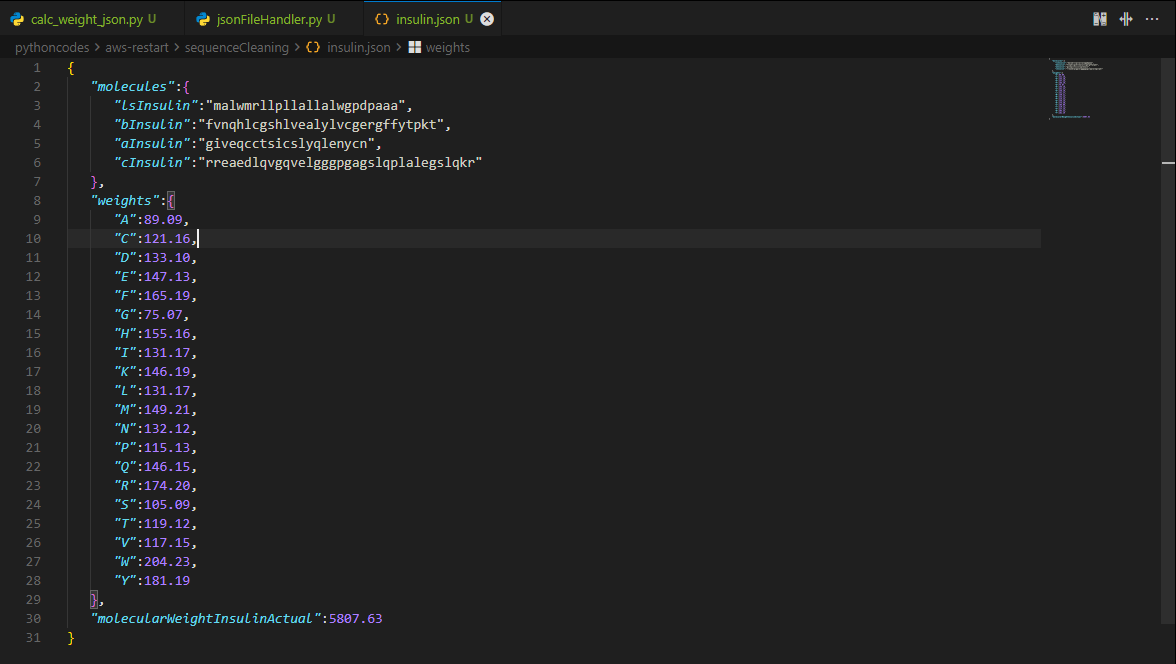 calc_weight_json.py U jsonFileHandler.py U insulin.json U
pythoncodes > aws-restart > sequenceCleaning > {} insulin.json > weights
1 {
2 "molecules":{
3 "lsInsulin":"malwmrllpllallalwgpdpaaa",
4 "bInsulin":"fvnqhlcgshlvealylvcgergffytpkt",
5 "aInsulin":"giveqcctsicslyqlenycn",
6 "cInsulin":"rreaedlqvgqvelgggpgagslqplalegslqkr"
7 },
8 "weights":{
9 "A":89.09,
10 "C":121.16,
11 "D":133.10,
12 "E":147.13,
13 "F":165.19,
14 "G":75.07,
15 "H":155.16,
16 "I":131.17,
17 "K":146.19,
18 "L":131.17,
19 "M":149.21,
20 "N":132.12,
21 "P":115.13,
22 "Q":146.15,
23 "R":174.20,
24 "S":105.09,
25 "T":119.12,
26 "V":117.15,
27 "W":204.23,
28 "Y":181.19
29 },
30 "molecularWeightInsulinActual":5807.63
31 }